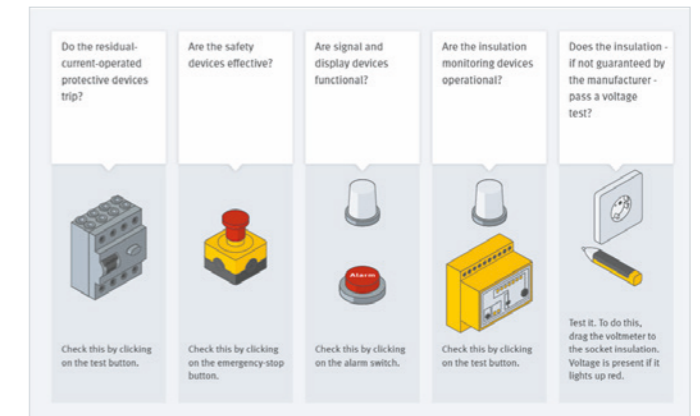 Do the residual-
current-operated
protective devices
trip?
Are the safety
devices effective?
Are signal and
display devices
functional?
Are the insulation
monitoring devices
operational?
Does the insulation -
if not guaranteed by
the manufacturer -
pass a voltage
test?
Alarm
Check this by clicking
on the test button.
Check this by clicking
on the emergency-stop
button.
Check this by clicking
on the alarm switch.
Check this by clicking
on the test button.
Test it. To do this,
drag the voltmeter to
the socket insulation.
Voltage is present if it
lights up red.